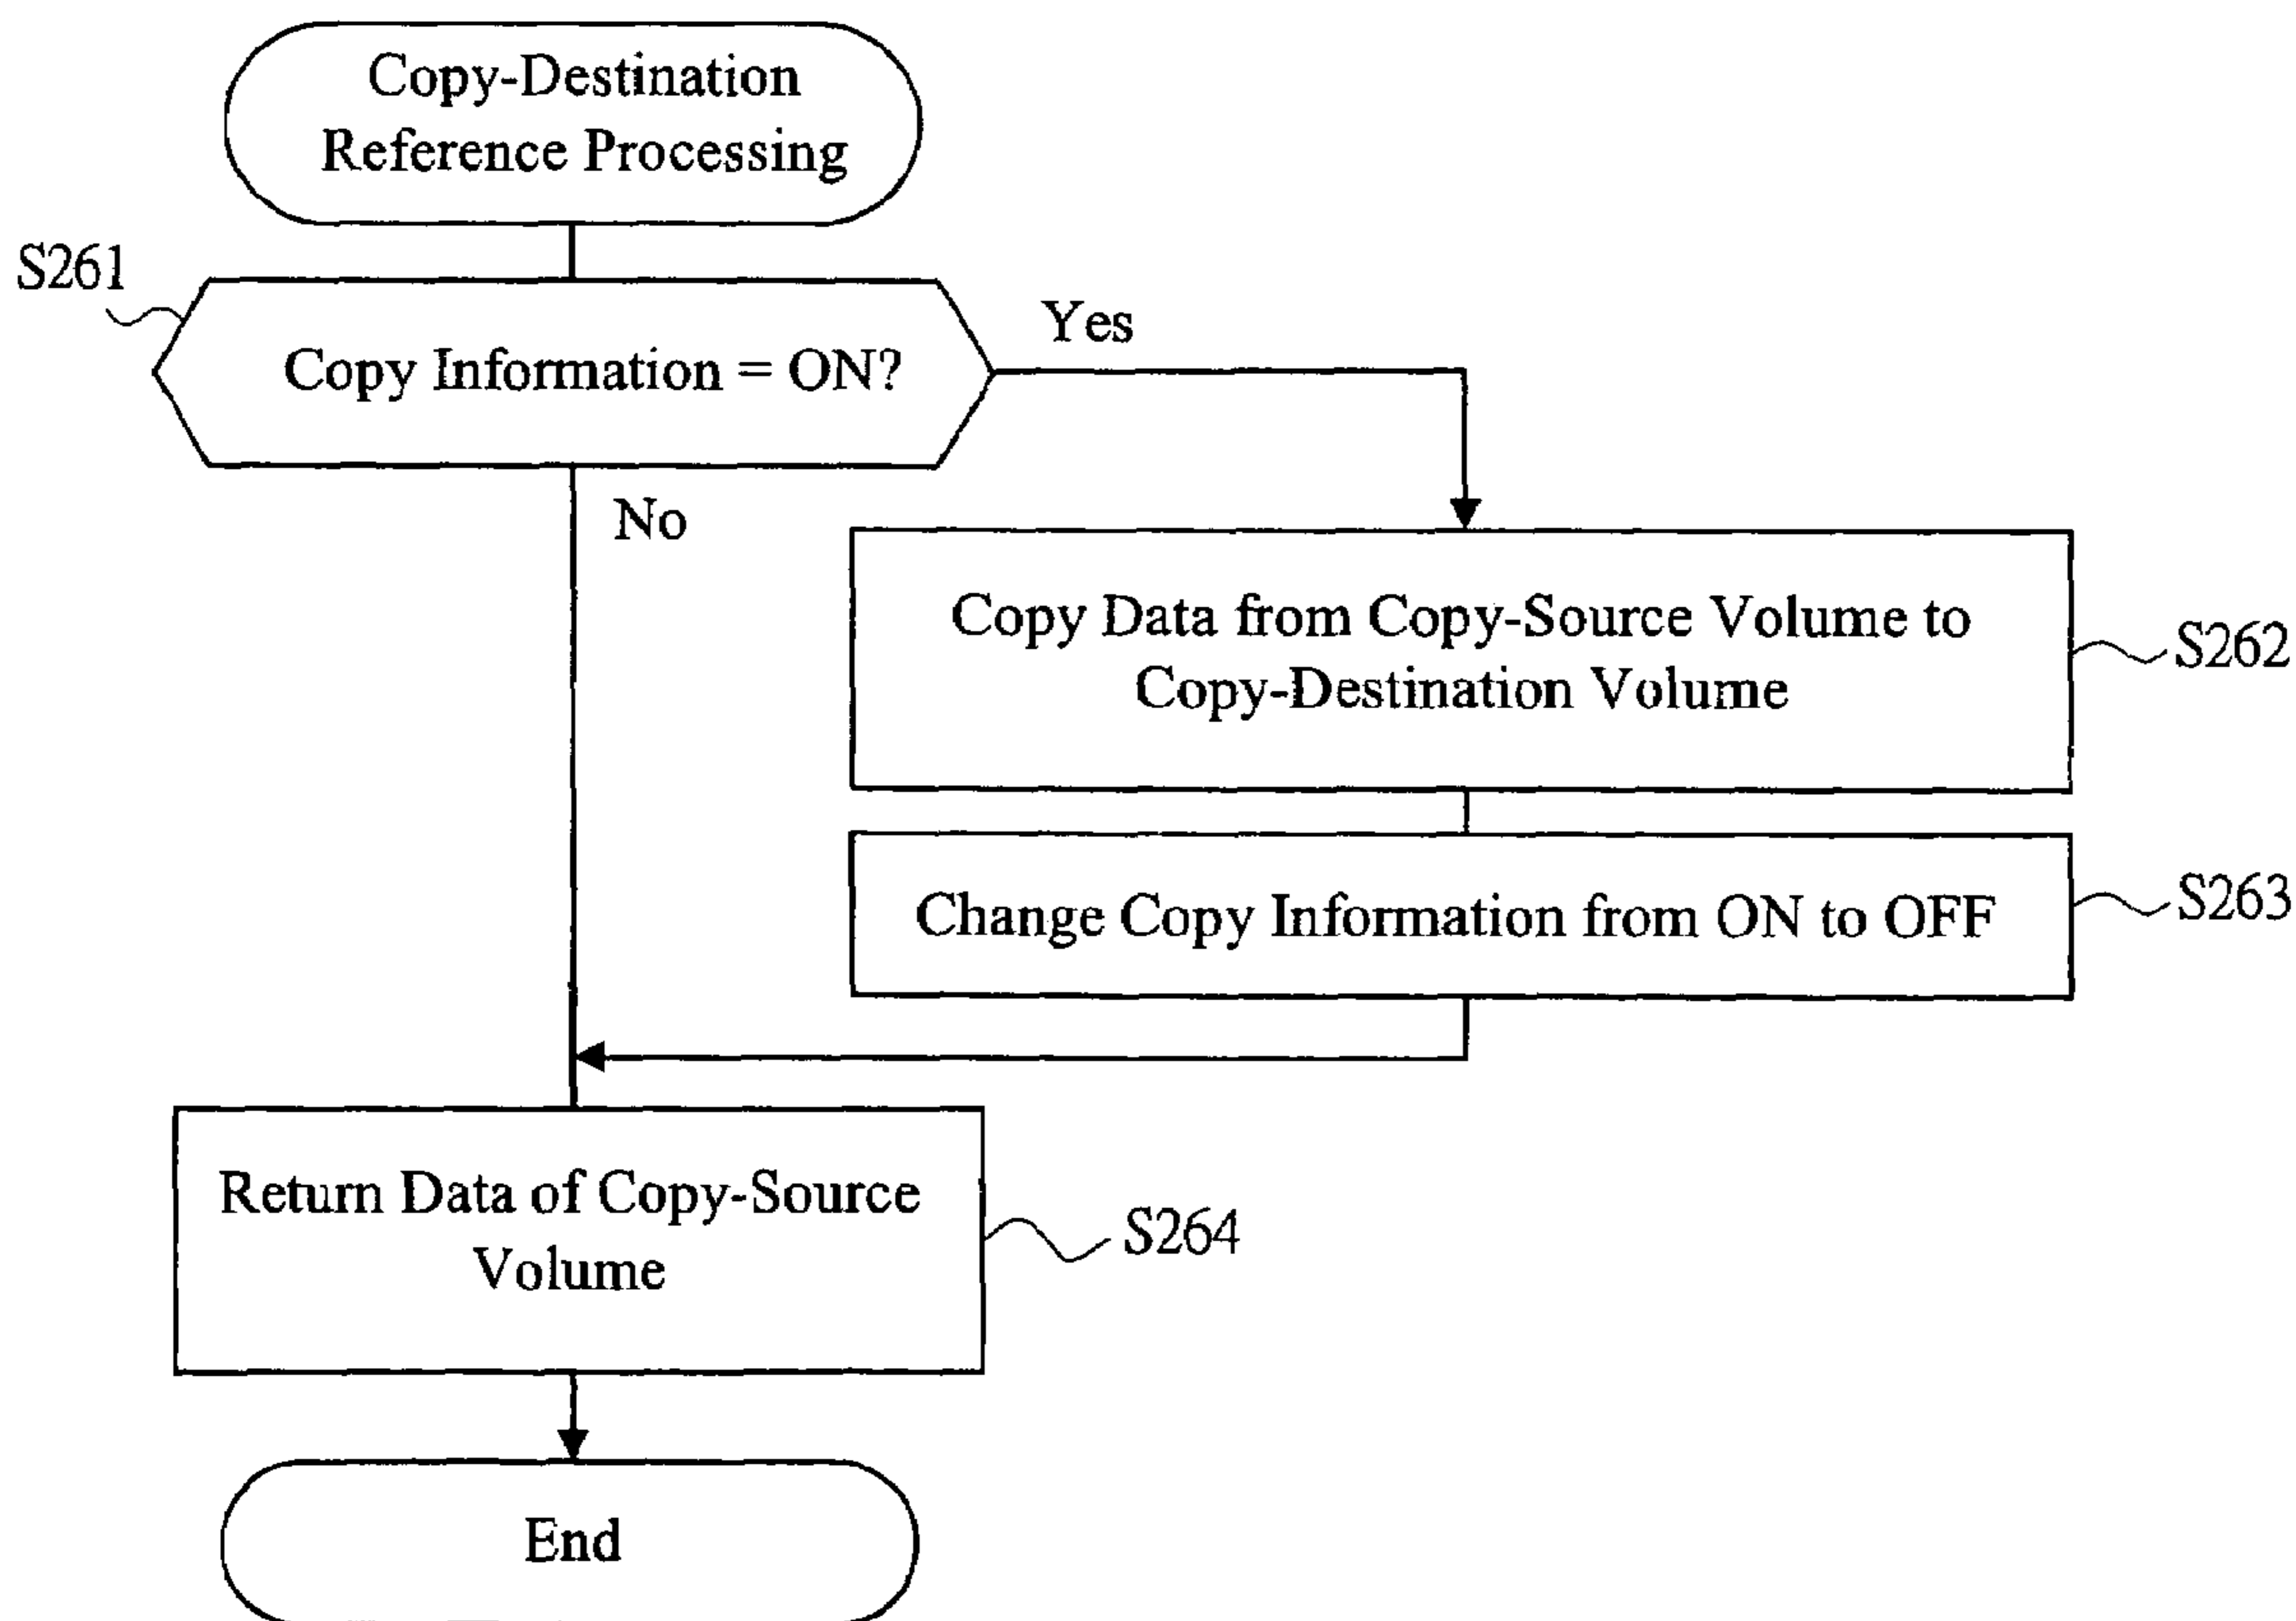 Copy-Destination
Reference Processing
S261
Copy Information = ON?
Yes
No
Copy Data from Copy-Source Volume to
Copy-Destination Volume
S262
Change Copy Information from ON to OFF
S263
Return Data of Copy-Source
Volume
S264
End